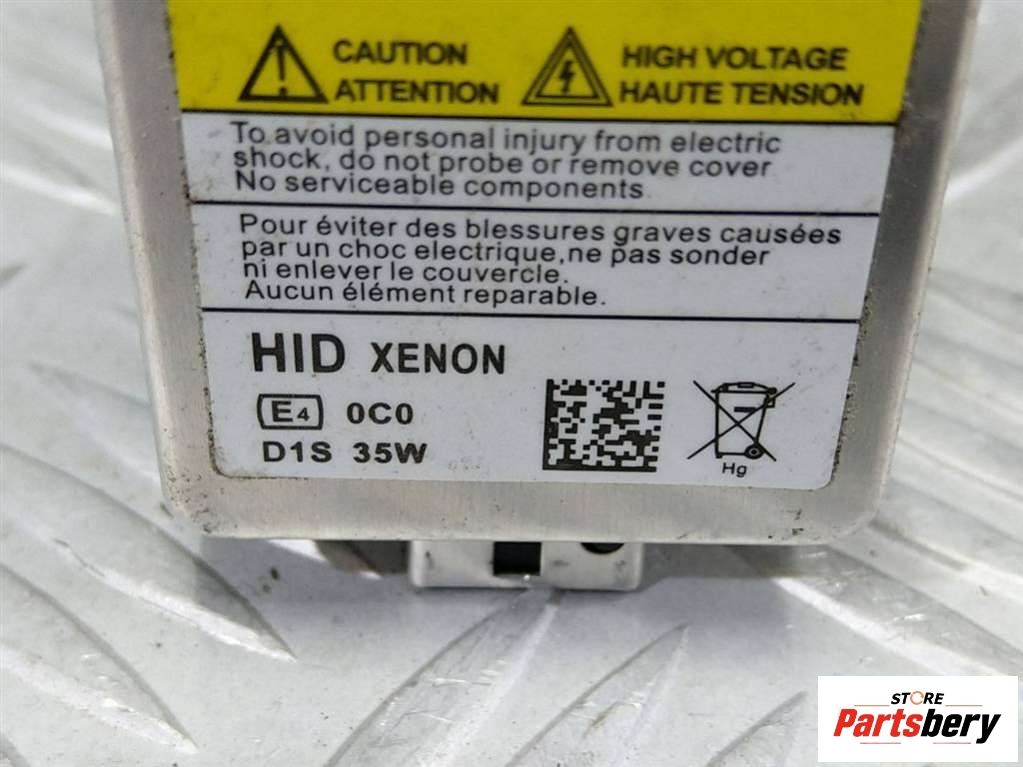 CAUTION
ATTENTION
HIGH VOLTAGE
HAUTE TENSION
To avoid personal injury from electric
shock, do not probe or remove cover
No serviceable components.
Pour éviter des blessures graves causées
par un choc electrique,ne pas sonder
ni enlever le couvercle.
Aucun élément reparable.
HID XENON
E4 0C0
D1S 35W
Hg
STORE
Partsbery